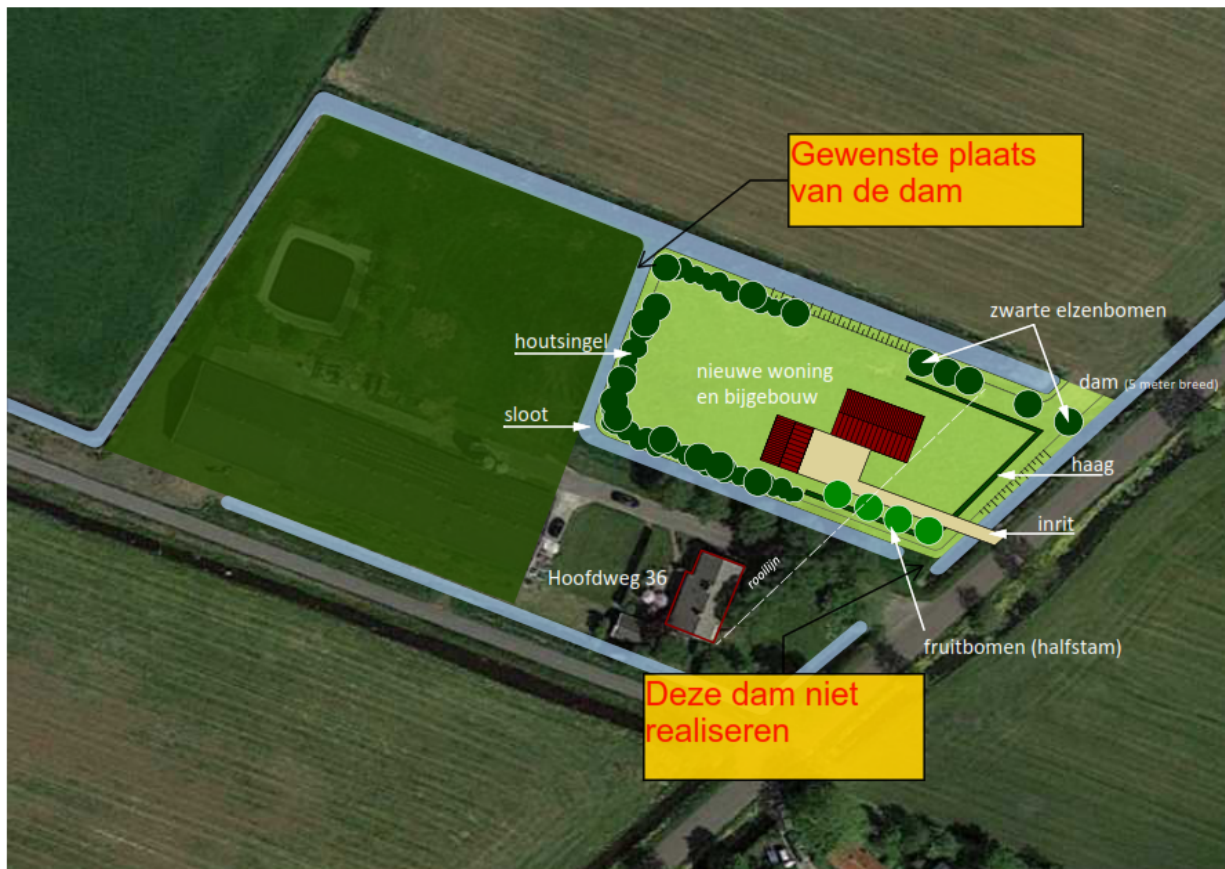 Gewenste plaats
van de dam
zwarte elzenbomen
houtsingel
nieuwe woning
en bijgebouw
dam (5 meter breed)
sloot
haag
inrit
Hoofdweg 36
rooilijn
fruitbomen (halfstam)
Deze dam niet
realiseren